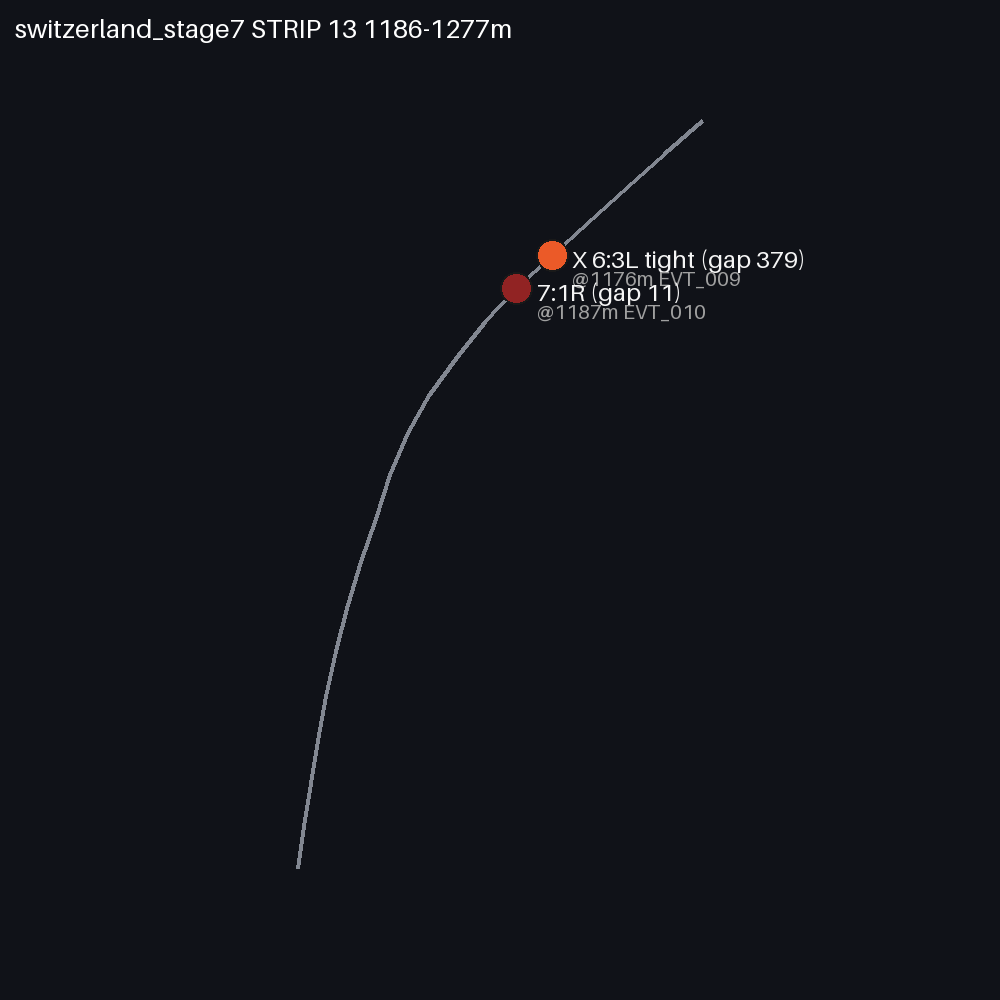 switzerland_stage7 STRIP 13 1186-1277m
X 6:3L tight (gap 379)
@1176m EVT_009
7:1R (gap 11)
@1187m EVT_010